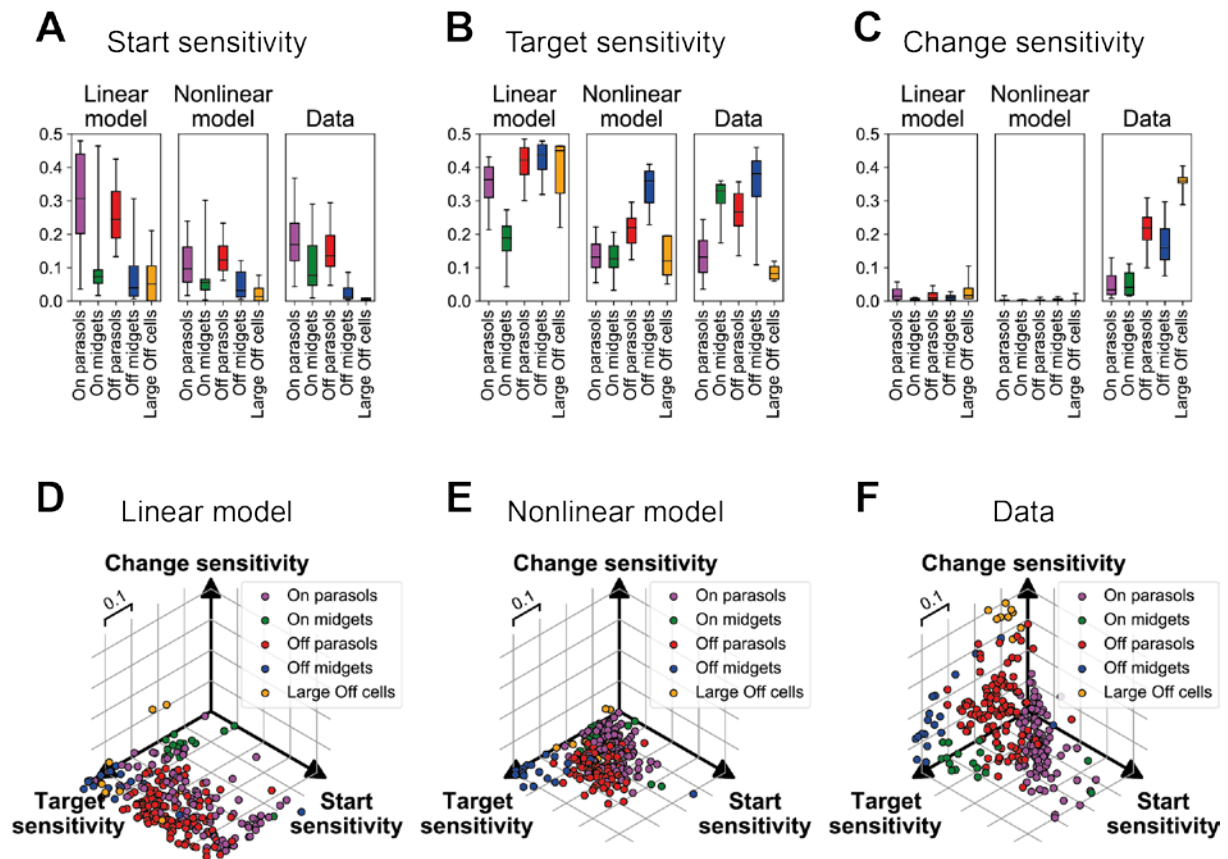 A Start sensitivity
Linear model
Nonlinear model
Data
0.5
0.4
0.3
0.2
0.1
0.0
On parasols
On midgets
Off parasols
Off midgets
Large Off cells
On parasols
On midgets
Off parasols
Off midgets
Large Off cells
On parasols
On midgets
Off parasols
Off midgets
Large Off cells
B Target sensitivity
Linear model
Nonlinear model
Data
0.5
0.4
0.3
0.2
0.1
0.0
On parasols
On midgets
Off parasols
Off midgets
Large Off cells
On parasols
On midgets
Off parasols
Off midgets
Large Off cells
On parasols
On midgets
Off parasols
Off midgets
Large Off cells
C Change sensitivity
Linear model
Nonlinear model
Data
0.5
0.4
0.3
0.2
0.1
0.0
On parasols
On midgets
Off parasols
Off midgets
Large Off cells
On parasols
On midgets
Off parasols
Off midgets
Large Off cells
On parasols
On midgets
Off parasols
Off midgets
Large Off cells
D Linear model
Change sensitivity
0.1
On parasols
On midgets
Off parasols
Off midgets
Large Off cells
Target sensitivity
Start sensitivity
E Nonlinear model
Change sensitivity
0.1
On parasols
On midgets
Off parasols
Off midgets
Large Off cells
Target sensitivity
Start sensitivity
F Data
Change sensitivity
0.1
On parasols
On midgets
Off parasols
Off midgets
Large Off cells
Target sensitivity
Start sensitivity